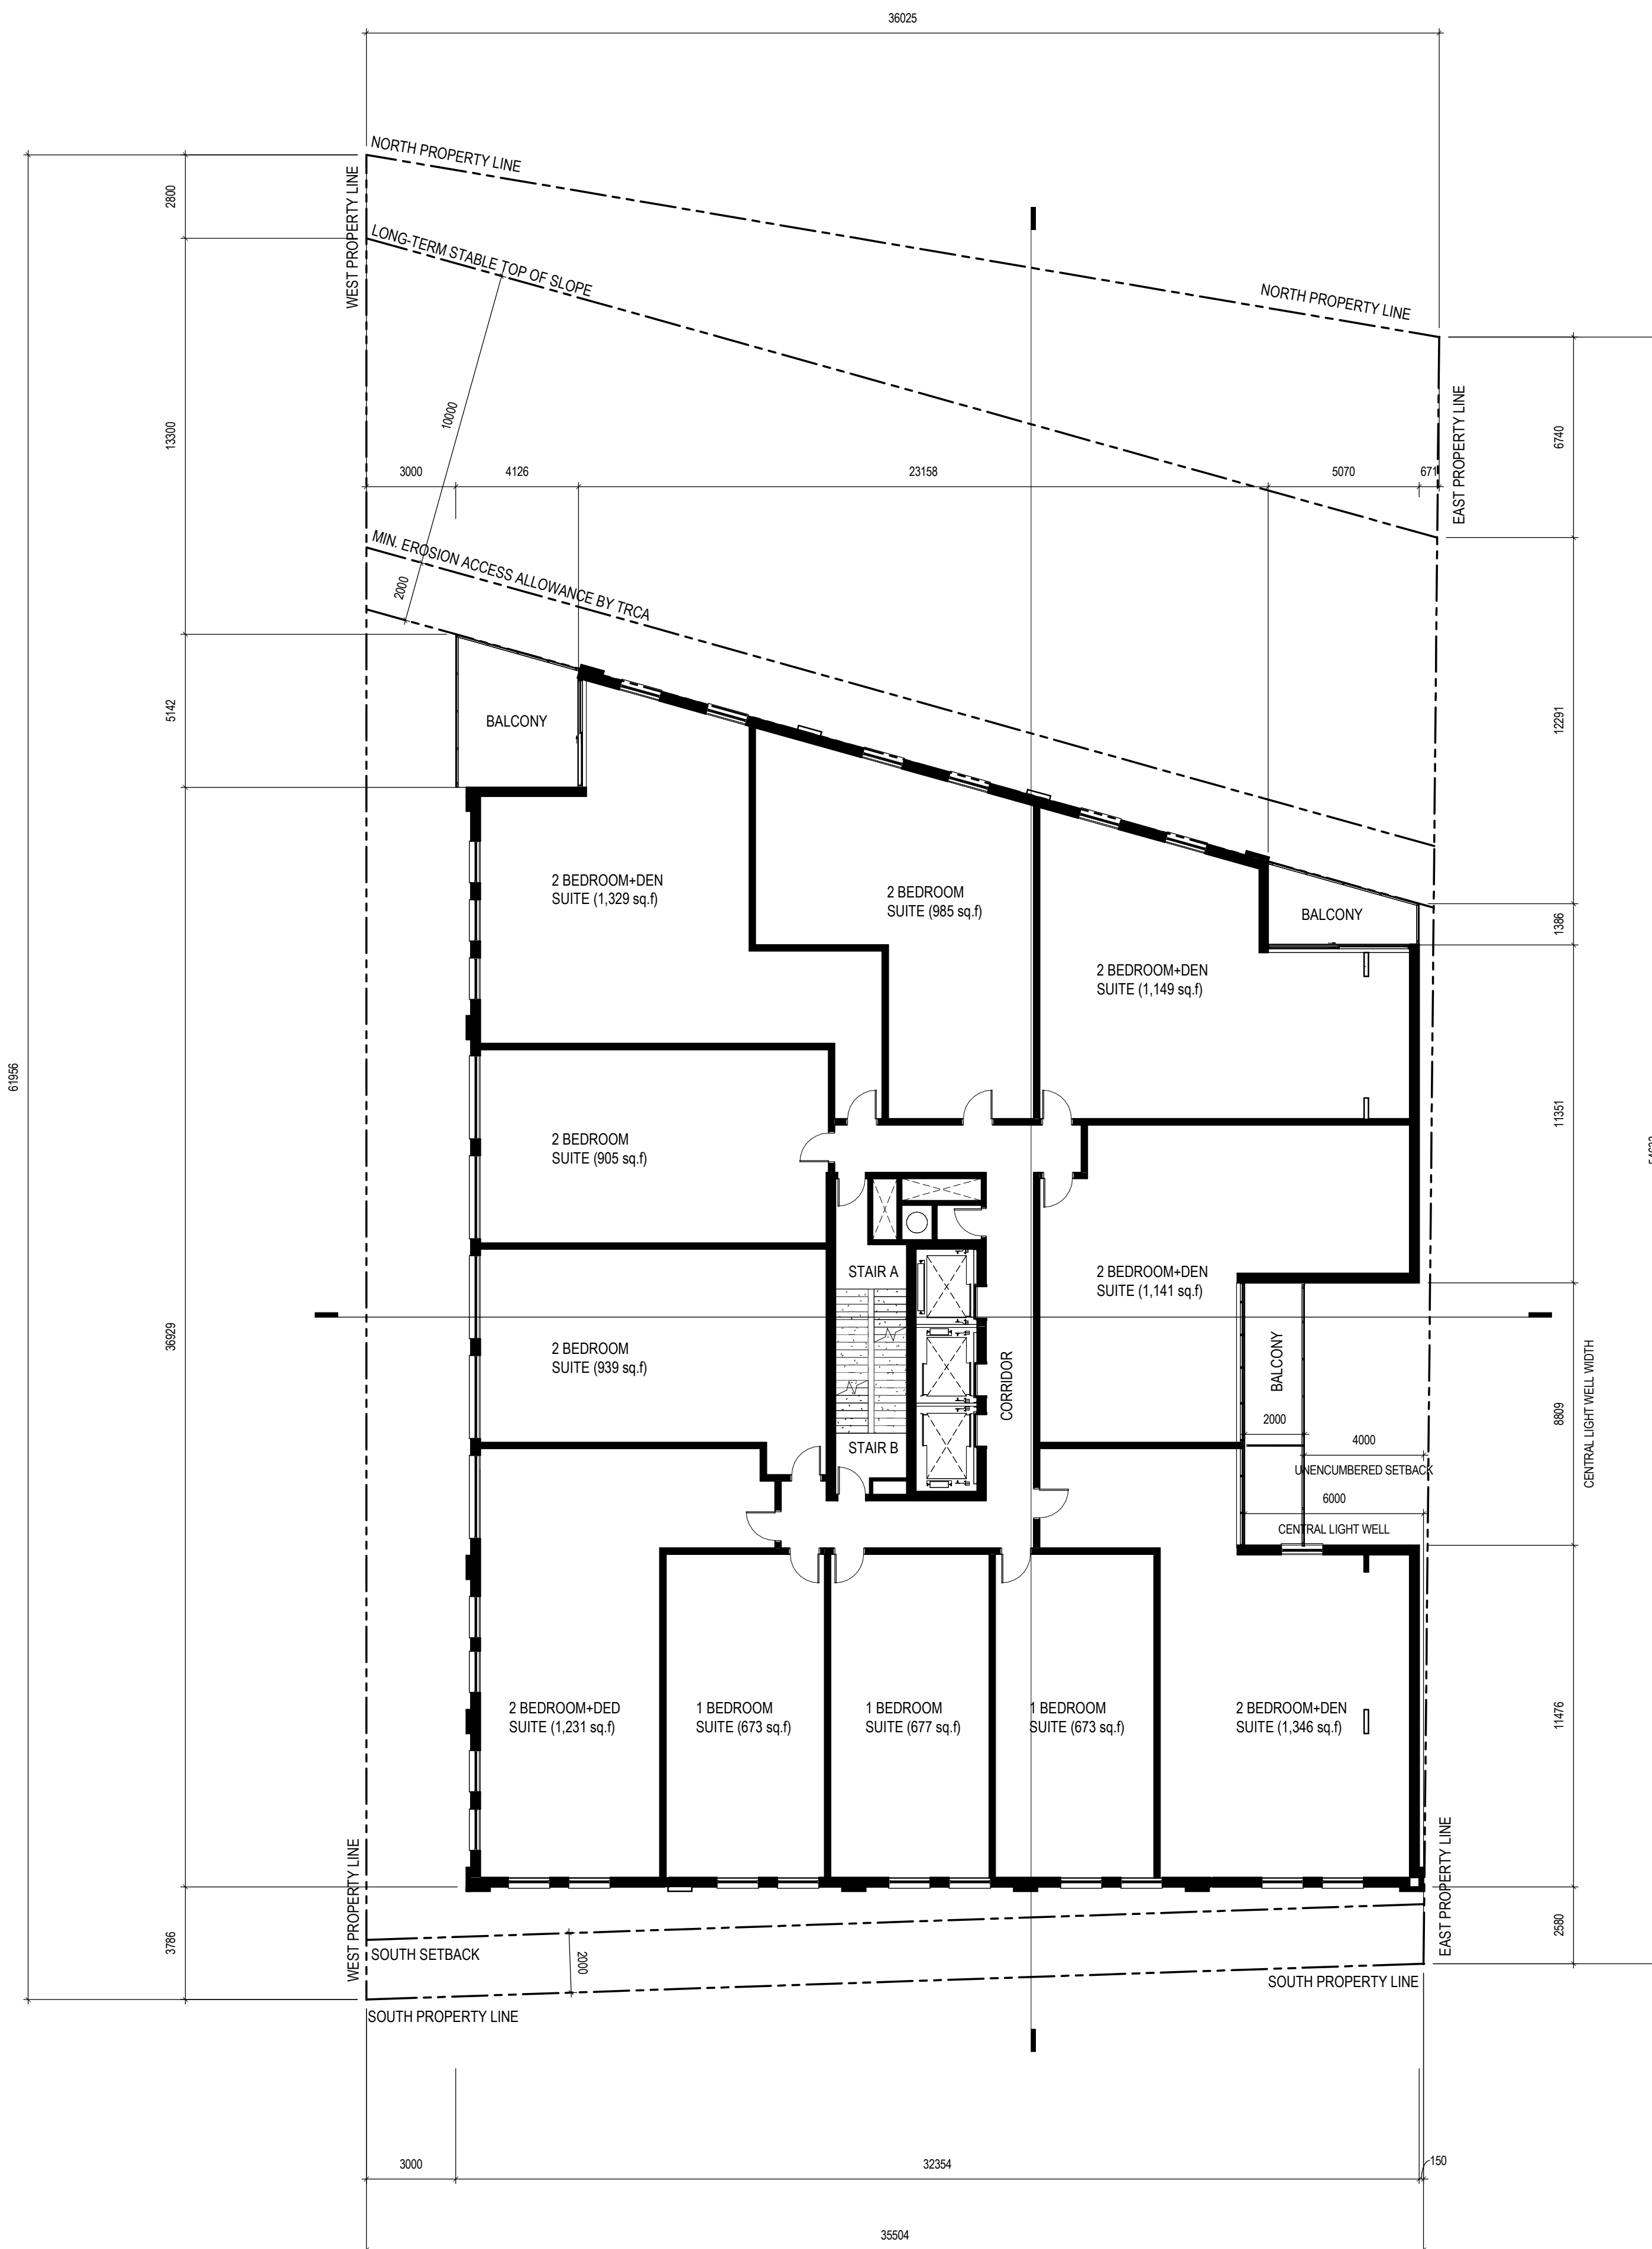 36025
NORTH PROPERTY LINE
WEST PROPERTY LINE
2800
LONG-TERM STABLE TOP OF SLOPE
NORTH PROPERTY LINE
EAST PROPERTY LINE
10000
13300
6740
3000
4126
23158
5070
671
MIN. EROSION ACCESS ALLOWANCE BY TRCA
2000
5142
BALCONY
12291
2 BEDROOM+DEN
SUITE (1,329 sq.f)
2 BEDROOM
SUITE (985 sq.f)
BALCONY
1386
2 BEDROOM+DEN
SUITE (1,149 sq.f)
61956
11351
2 BEDROOM
SUITE (905 sq.f)
STAIR A
2 BEDROOM+DEN
SUITE (1,141 sq.f)
36929
2 BEDROOM
SUITE (939 sq.f)
CORRIDOR
BALCONY
2000
4000
UNENCUMBERED SETBACK
8809
CENTRAL LIGHT WELL WIDTH
STAIR B
6000
CENTRAL LIGHT WELL
2 BEDROOM+DED
SUITE (1,231 sq.f)
1 BEDROOM
SUITE (673 sq.f)
1 BEDROOM
SUITE (677 sq.f)
1 BEDROOM
SUITE (673 sq.f)
2 BEDROOM+DEN
SUITE (1,346 sq.f)
11476
WEST PROPERTY LINE
EAST PROPERTY LINE
3786
SOUTH SETBACK
2000
2580
SOUTH PROPERTY LINE
SOUTH PROPERTY LINE
3000
32354
150
35504